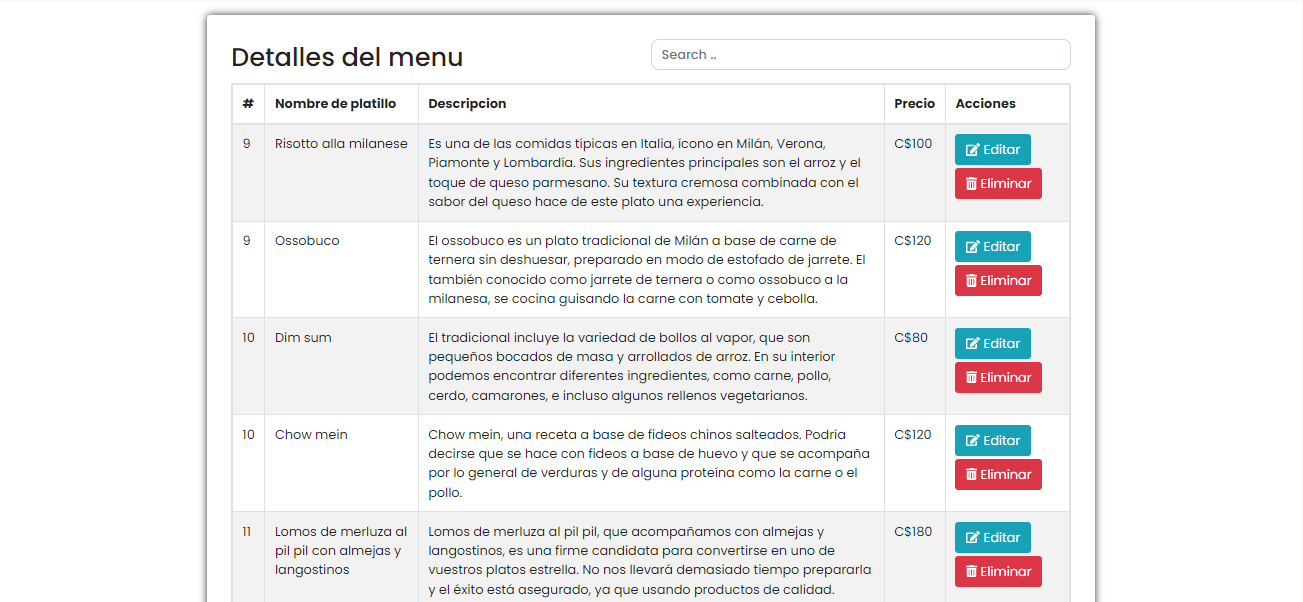 Detalles del menu
Search ..
# Nombre de platillo Descripcion Precio Acciones
9 Risotto alla milanese Es una de las comidas típicas en Italia, ícono en Milán, Verona, C$100 Editar
Piamonte y Lombardía. Sus ingredientes principales son el arroz y el
toque de queso parmesano. Su textura cremosa combinada con el Eliminar
sabor del queso hace de este plato una experiencia.
9 Ossobuco El ossobuco es un plato tradicional de Milán a base de carne de C$120 Editar
ternera sin deshuesar, preparado en modo de estofado de jarrete. El
también conocido como jarrete de ternera o como ossobuco a la Eliminar
milanesa, se cocina guisando la carne con tomate y cebolla.
10 Dim sum El tradicional incluye la variedad de bollos al vapor, que son C$80 Editar
pequeños bocados de masa y arrollados de arroz. En su interior
podemos encontrar diferentes ingredientes, como carne, pollo, Eliminar
cerdo, camarones, e incluso algunos rellenos vegetarianos.
10 Chow mein Chow mein, una receta a base de fideos chinos salteados. Podría C$120 Editar
decirse que se hace con fideos a base de huevo y que se acompaña
por lo general de verduras y de alguna proteína como la carne o el Eliminar
pollo.
11 Lomos de merluza al Lomos de merluza al pil pil, que acompañamos con almejas y C$180 Editar
pil pil con almejas y langostinos, es una firme candidata para convertirse en uno de
langostinos vuestros platos estrella. No nos llevará demasiado tiempo prepararla Eliminar
y el éxito está asegurado, ya que usando productos de calidad.